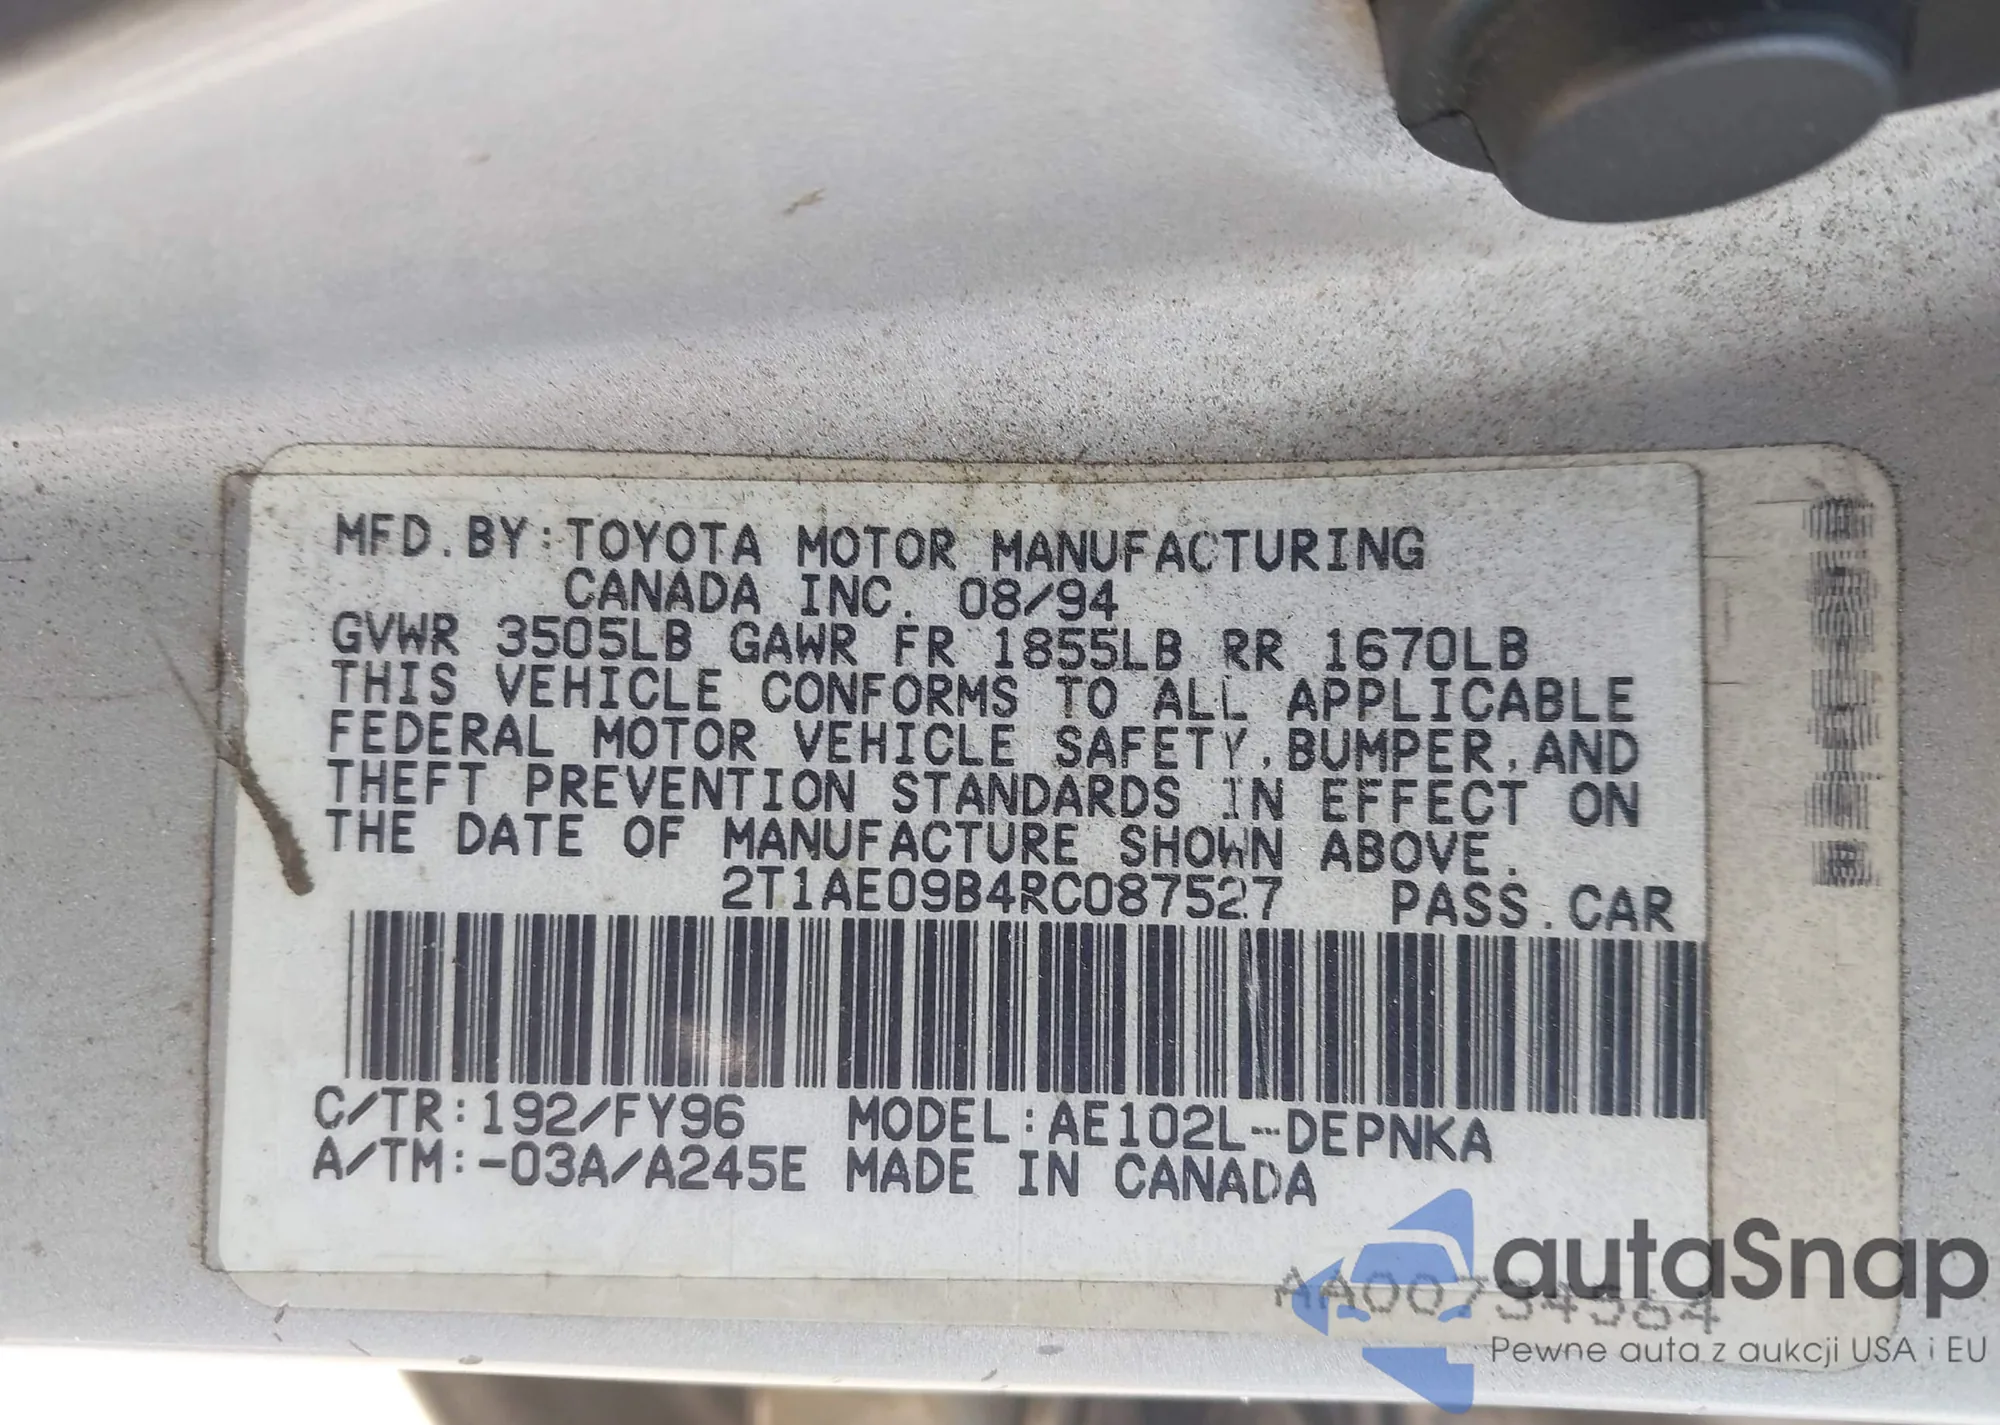 MFD.BY:TOYOTA MOTOR MANUFACTURING
CANADA INC. 08/94
GVWR 3505LB GAWR FR 1855LB RR 1670LB
THIS VEHICLE CONFORMS TO ALL APPLICABLE
FEDERAL MOTOR VEHICLE SAFETY,BUMPER,AND
THEFT PREVENTION STANDARDS IN EFFECT ON
THE DATE OF MANUFACTURE SHOWN ABOVE.
2T1AE09B4RC087527 PASS.CAR
C/TR:192/FY96 MODEL:AE102L-DEPNKA
A/TM:-03A/A245E MADE IN CANADA
autaSnap
Pewne auta z aukcji USA i EU